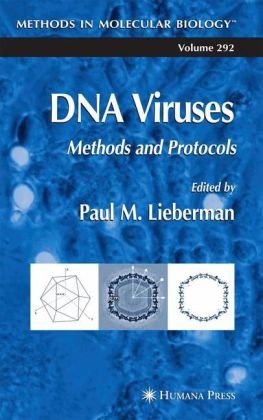 METHODS IN MOLECULAR BIOLOGY™
Volume 292
DNA Viruses
Methods and Protocols
Edited by
Paul M. Lieberman
HUMANA PRESS